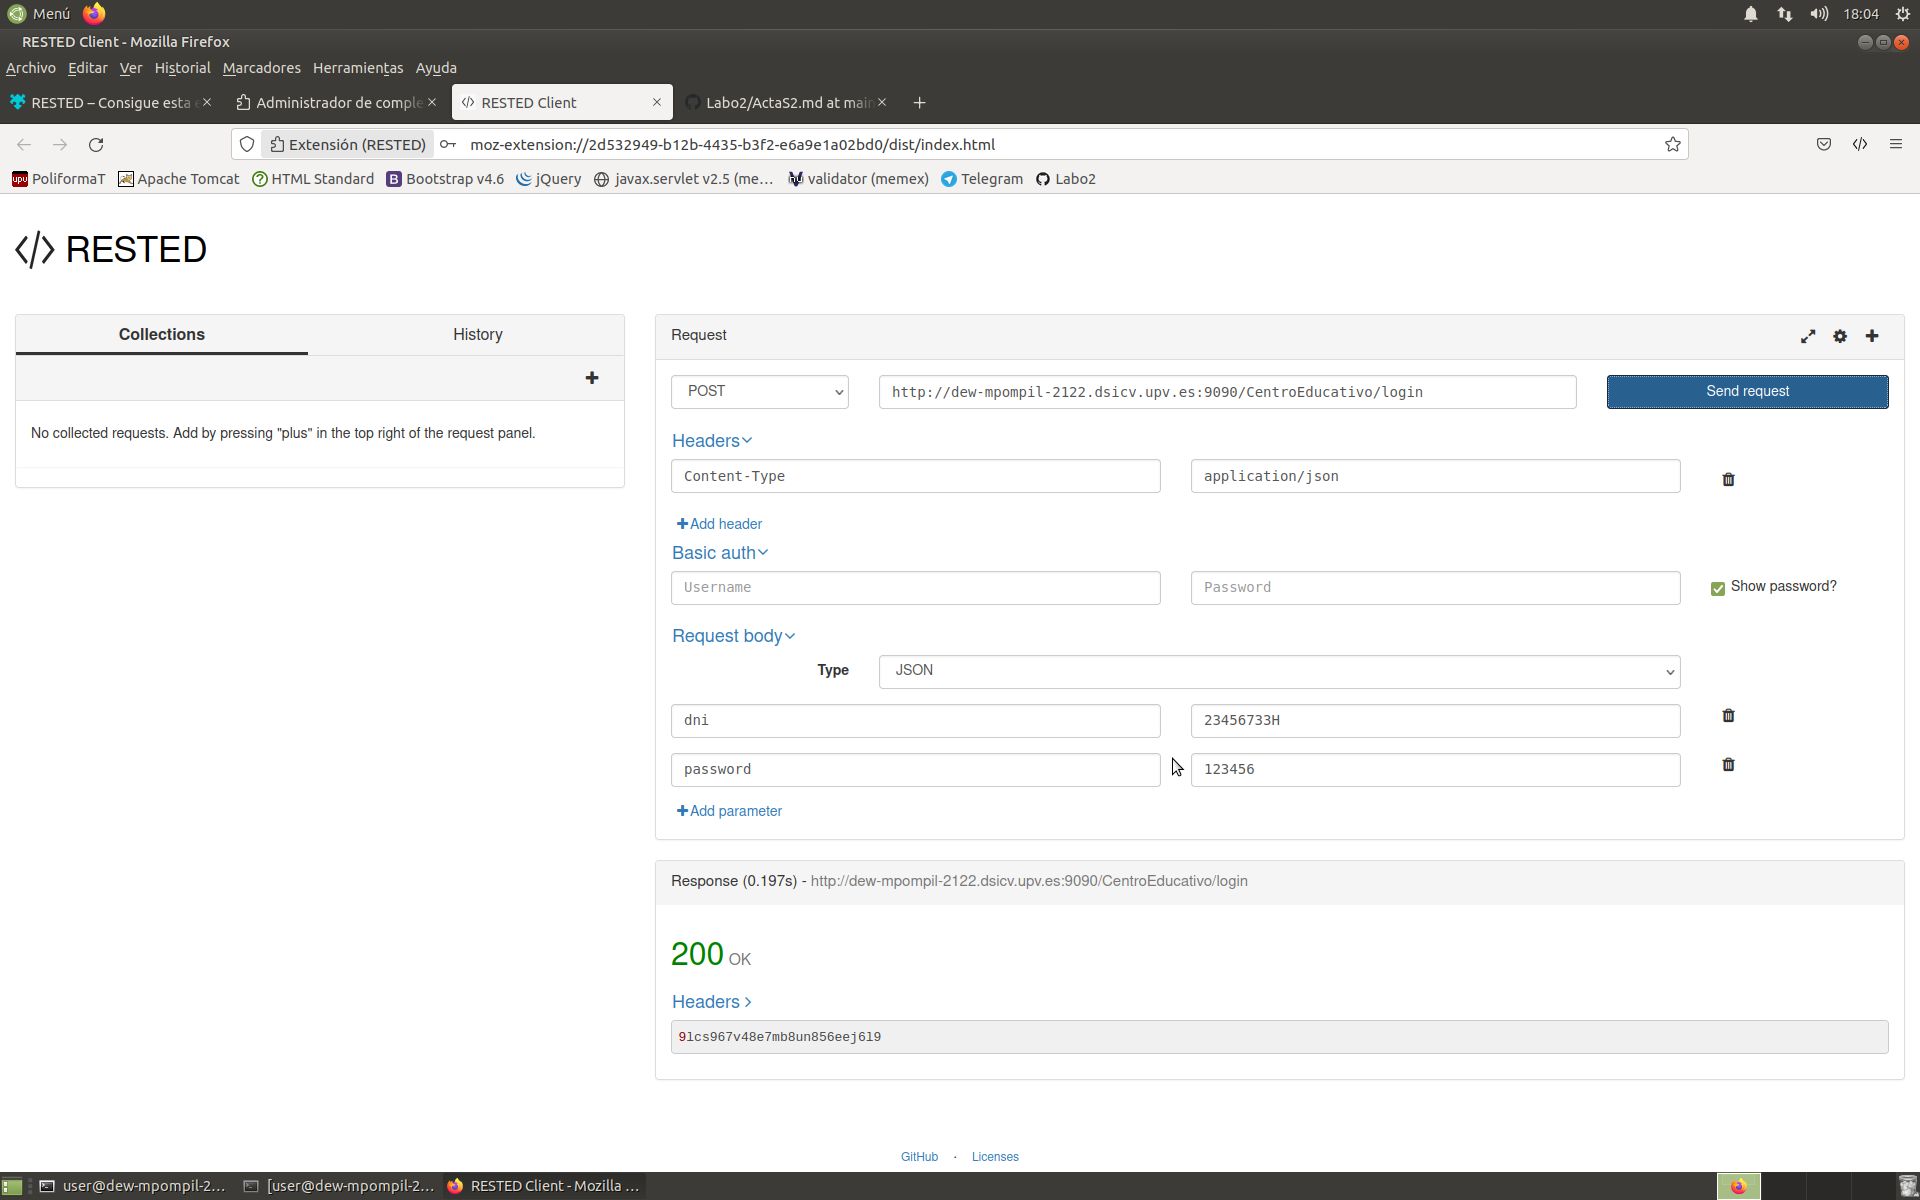 Menú
18:04
RESTED Client - Mozilla Firefox
Archivo Editar Ver Historial Marcadores Herramientas Ayuda
RESTED – Consigue esta
Administrador de comple
RESTED Client
Labo2/ActaS2.md at main
Extensión (RESTED)
moz-extension://2d532949-b12b-4435-b3f2-e6a9e1a02bd0/dist/index.html
PoliformaT Apache Tomcat HTML Standard Bootstrap v4.6 jQuery javax.servlet v2.5 (me... validator (memex) Telegram Labo2
</> RESTED
Collections History
No collected requests. Add by pressing "plus" in the top right of the request panel.
Request
POST http://dew-mpompil-2122.dsicv.upv.es:9090/CentroEducativo/login Send request
Headers
Content-Type application/json
Add header
Basic auth
Username Password Show password?
Request body
Type JSON
dni 23456733H
password 123456
Add parameter
Response (0.197s) - http://dew-mpompil-2122.dsicv.upv.es:9090/CentroEducativo/login
200 OK
Headers
9lcs967v48e7mb8un856eej6l9
GitHub · Licenses
user@dew-mpompil-2... [user@dew-mpompil-2... RESTED Client - Mozilla ...